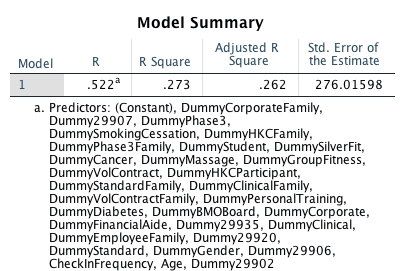 Model Summary
Model R R Square Adjusted R Square Std. Error of the Estimate
1 .522a .273 .262 276.01598
a. Predictors: (Constant), DummyCorporateFamily,
Dummy29907, DummyPhase3,
DummySmokingCessation, DummyHKCFamily,
DummyPhase3Family, DummyStudent, DummySilverFit,
DummyCancer, DummyMassage, DummyGroupFitness,
DummyVolContract, DummyHKCParticipant,
DummyStandardFamily, DummyClinicalFamily,
DummyVolContractFamily, DummyPersonalTraining,
DummyDiabetes, DummyBMOBoard, DummyCorporate,
DummyFinancialAide, Dummy29935, DummyClinical,
DummyEmployeeFamily, Dummy29920,
DummyStandard, DummyGender, Dummy29906,
CheckInFrequency, Age, Dummy29902